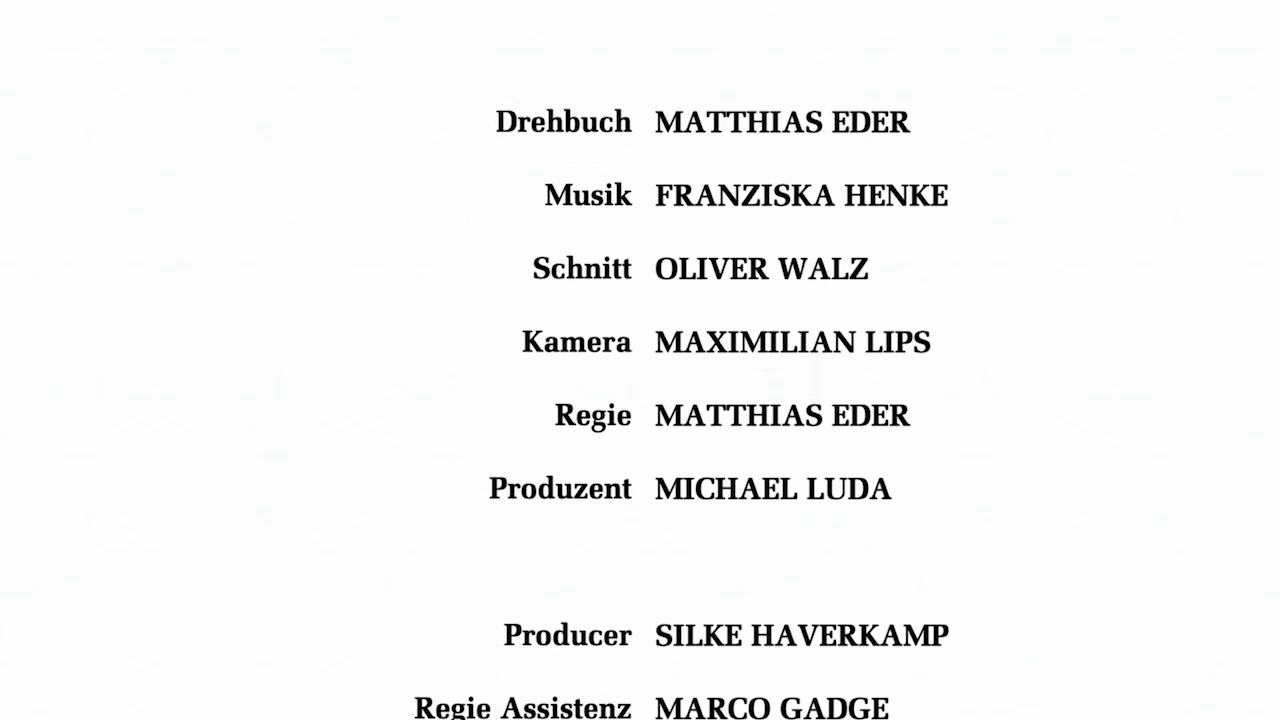 Drehbuch MATTHIAS EDER
Musik FRANZISKA HENKE
Schnitt OLIVER WALZ
Kamera MAXIMILIAN LIPS
Regie MATTHIAS EDER
Produzent MICHAEL LUDA
Producer SILKE HAVERKAMP
Regie Assistenz MARCO GADGE